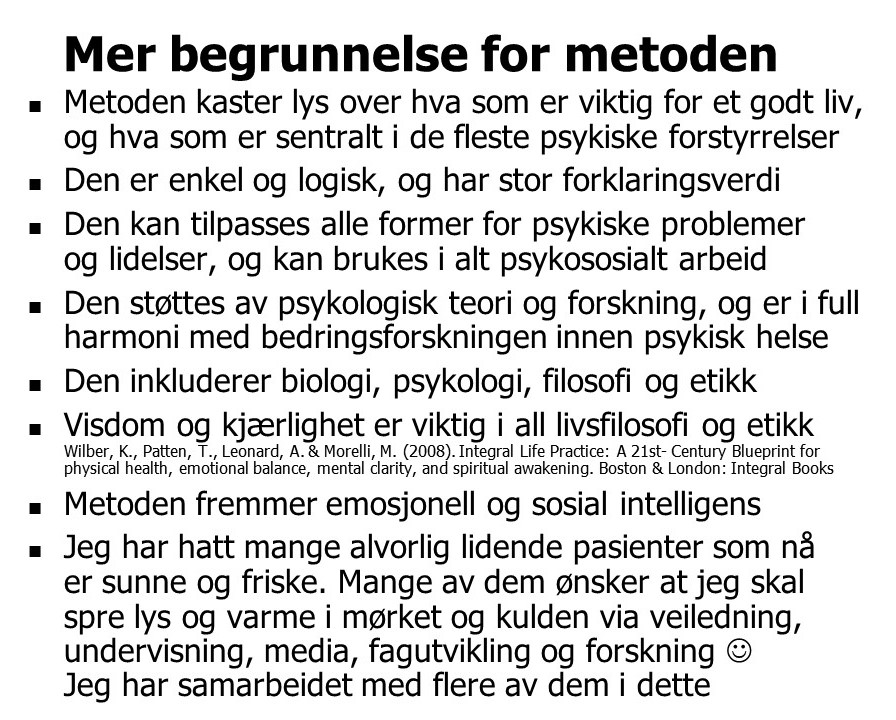 Mer begrunnelse for metoden
▪ Metoden kaster lys over hva som er viktig for et godt liv,
og hva som er sentralt i de fleste psykiske forstyrrelser
▪ Den er enkel og logisk, og har stor forklaringsverdi
▪ Den kan tilpasses alle former for psykiske problemer
og lidelser, og kan brukes i alt psykososialt arbeid
▪ Den støttes av psykologisk teori og forskning, og er i full
harmoni med bedringsforskningen innen psykisk helse
▪ Den inkluderer biologi, psykologi, filosofi og etikk
▪ Visdom og kjærlighet er viktig i all livsfilosofi og etikk
Wilber, K., Patten, T., Leonard, A. & Morelli, M. (2008). Integral Life Practice: A 21st- Century Blueprint for
physical health, emotional balance, mental clarity, and spiritual awakening. Boston & London: Integral Books
▪ Metoden fremmer emosjonell og sosial intelligens
▪ Jeg har hatt mange alvorlig lidende pasienter som nå
er sunne og friske. Mange av dem ønsker at jeg skal
spre lys og varme i mørket og kulden via veiledning,
undervisning, media, fagutvikling og forskning ☺
Jeg har samarbeidet med flere av dem i dette